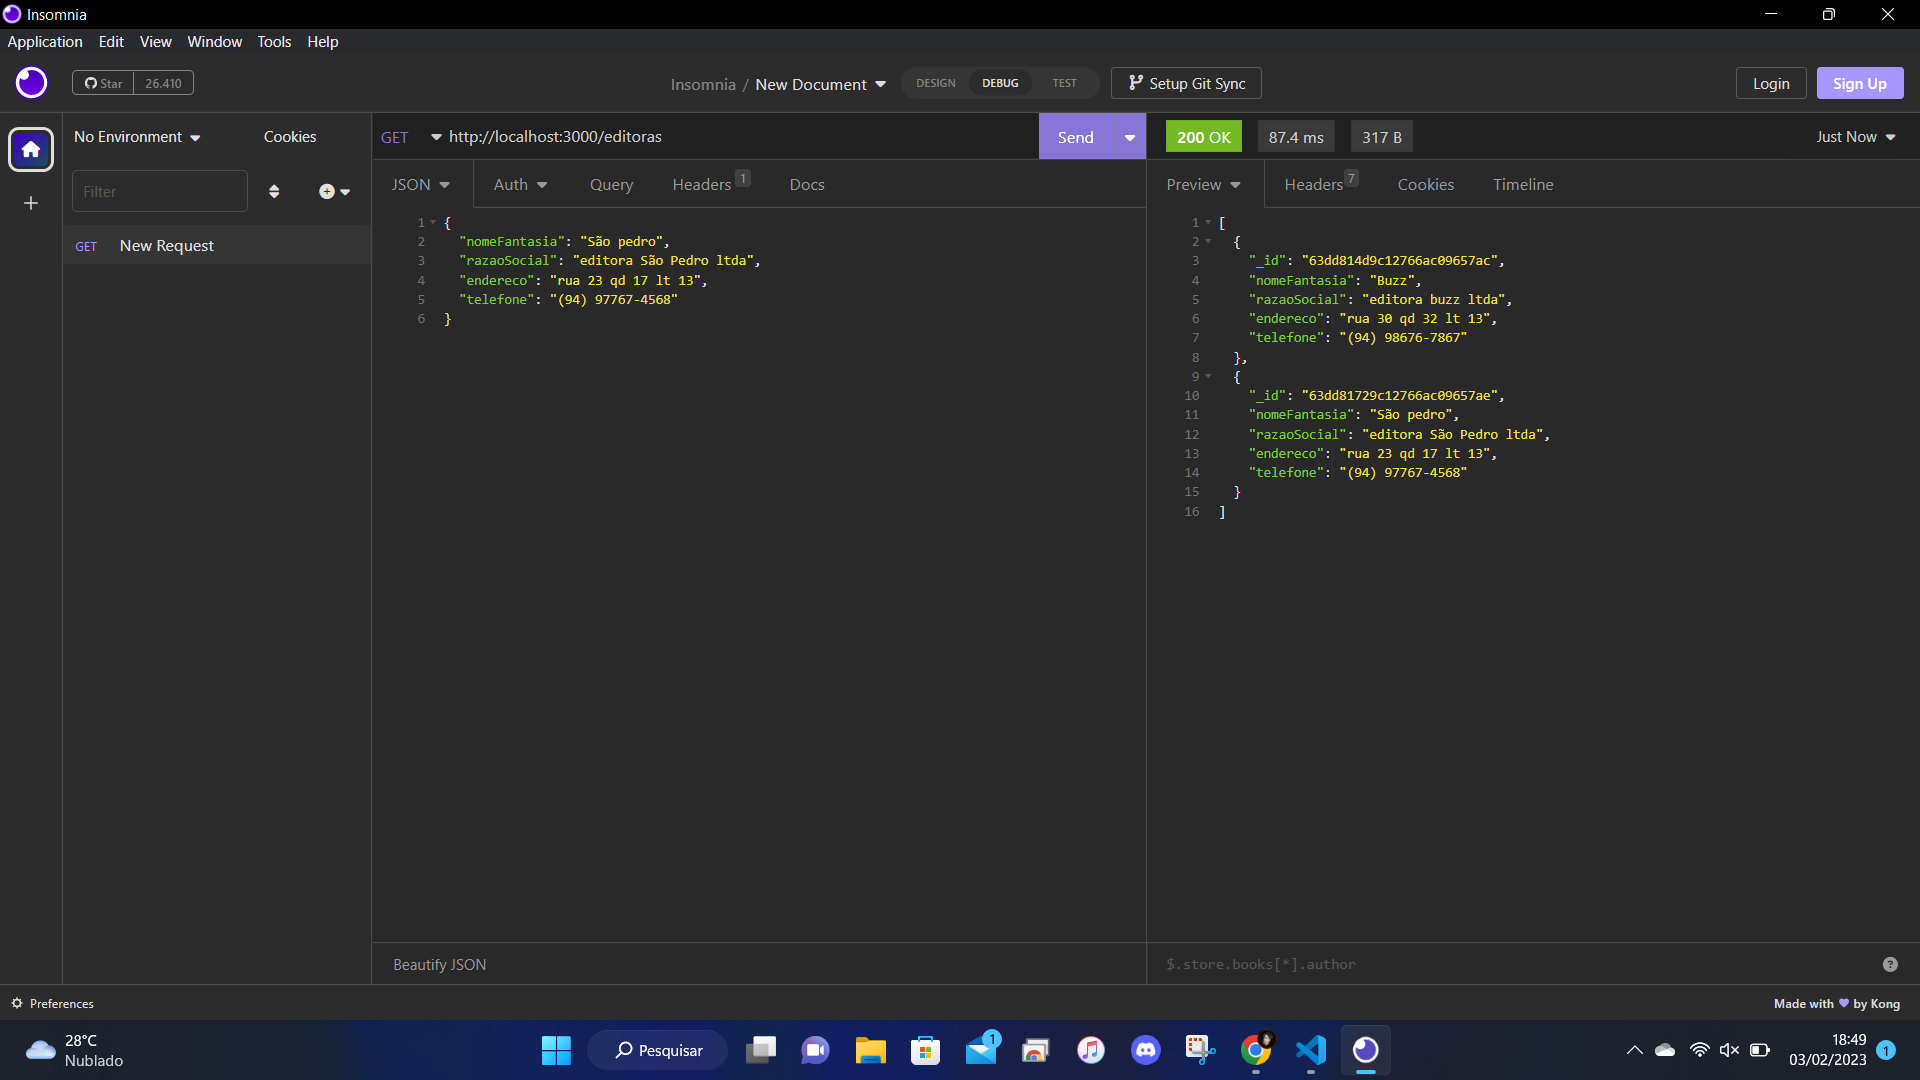 Insomnia
Application Edit View Window Tools Help
Star 26.410
Insomnia / New Document
DESIGN DEBUG TEST
Setup Git Sync
Login
Sign Up
No Environment
Cookies
GET http://localhost:3000/editoras
Send
200 OK
87.4 ms
317 B
Just Now
Filter
GET New Request
JSON Auth Query Headers 1 Docs
1 {
2 "nomeFantasia": "São pedro",
3 "razaoSocial": "editora São Pedro ltda",
4 "endereco": "rua 23 qd 17 lt 13",
5 "telefone": "(94) 97767-4568"
6 }
Beautify JSON
Preview Headers 7 Cookies Timeline
1 [
2 {
3 "_id": "63dd814d9c12766ac09657ac",
4 "nomeFantasia": "Buzz",
5 "razaoSocial": "editora buzz ltda",
6 "endereco": "rua 30 qd 32 lt 13",
7 "telefone": "(94) 98676-7867"
8 },
9 {
10 "_id": "63dd81729c12766ac09657ae",
11 "nomeFantasia": "São pedro",
12 "razaoSocial": "editora São Pedro ltda",
13 "endereco": "rua 23 qd 17 lt 13",
14 "telefone": "(94) 97767-4568"
15 }
16 ]
$.store.books[*].author
?
Preferences
Made with ♥ by Kong
28°C
Nublado
Pesquisar
1
18:49
03/02/2023
1